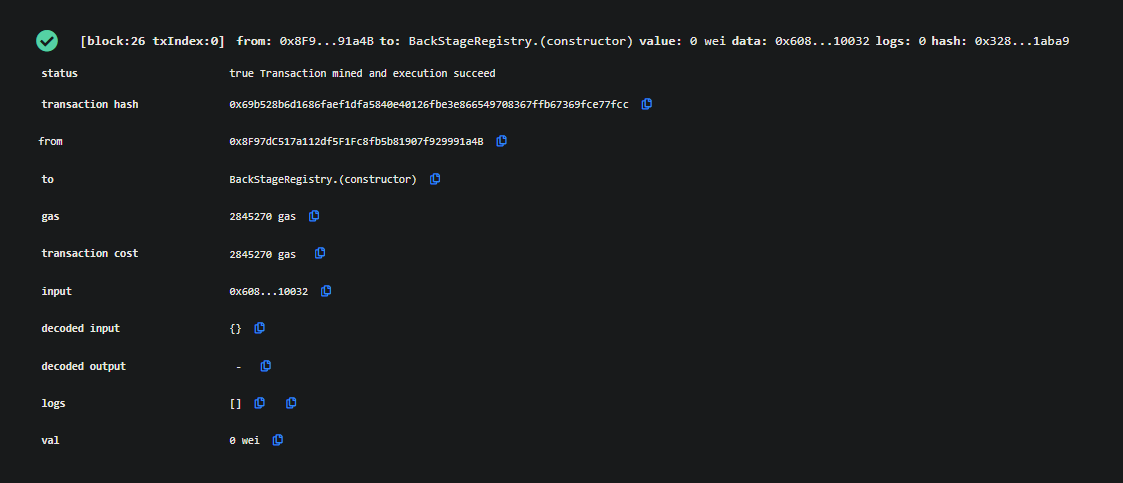 [block:26 txIndex:0] from: 0x8F9...91a4B to: BackStageRegistry.(constructor) value: 0 wei data: 0x608...10032 logs: 0 hash: 0x328...1aba9
status true Transaction mined and execution succeed
transaction hash 0x69b528b6d1686faef1dfa5840e40126fbe3e866549708367ffb67369fce77fcc
from 0x8F97dC517a112df5F1Fc8fb5b81907f929991a4B
to BackStageRegistry.(constructor)
gas 2845270 gas
transaction cost 2845270 gas
input 0x608...10032
decoded input {}
decoded output -
logs []
val 0 wei